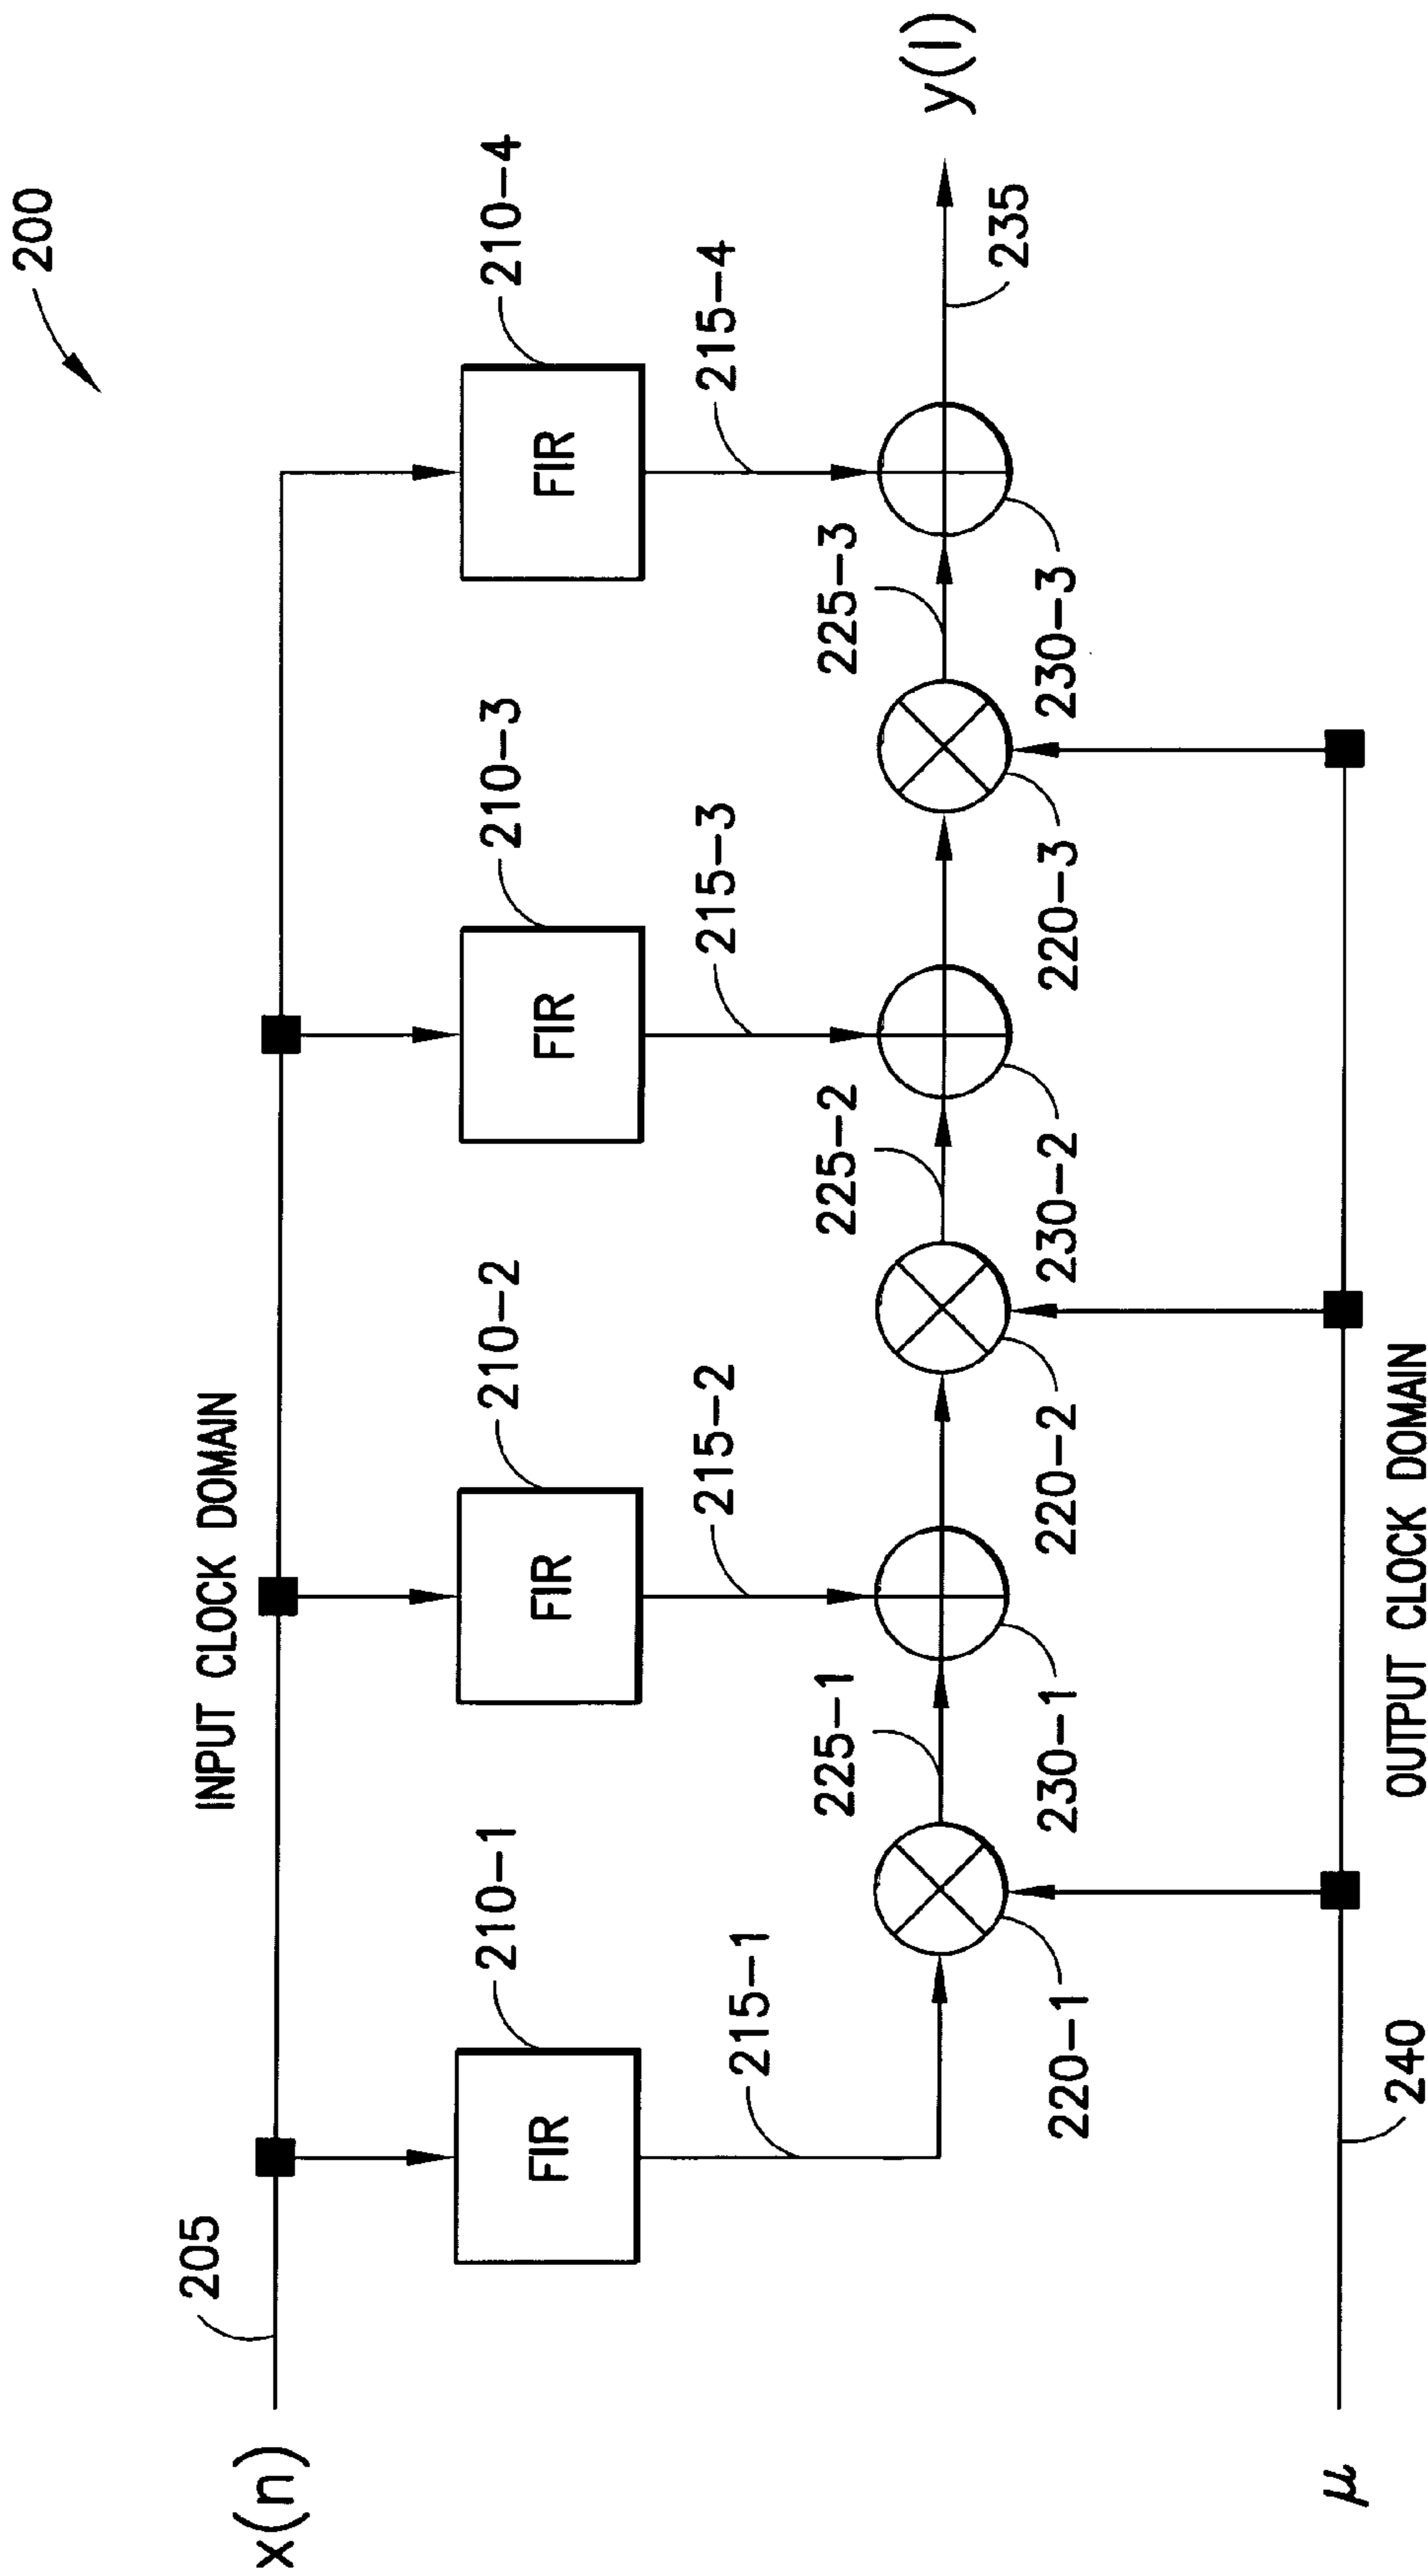 200
INPUT CLOCK DOMAIN
x(n)
205
210-1
210-2
210-3
210-4
FIR
FIR
FIR
FIR
215-1
215-2
215-3
215-4
225-1
225-2
225-3
y(l)
235
220-1
230-1
220-2
230-2
220-3
230-3
μ
240
OUTPUT CLOCK DOMAIN